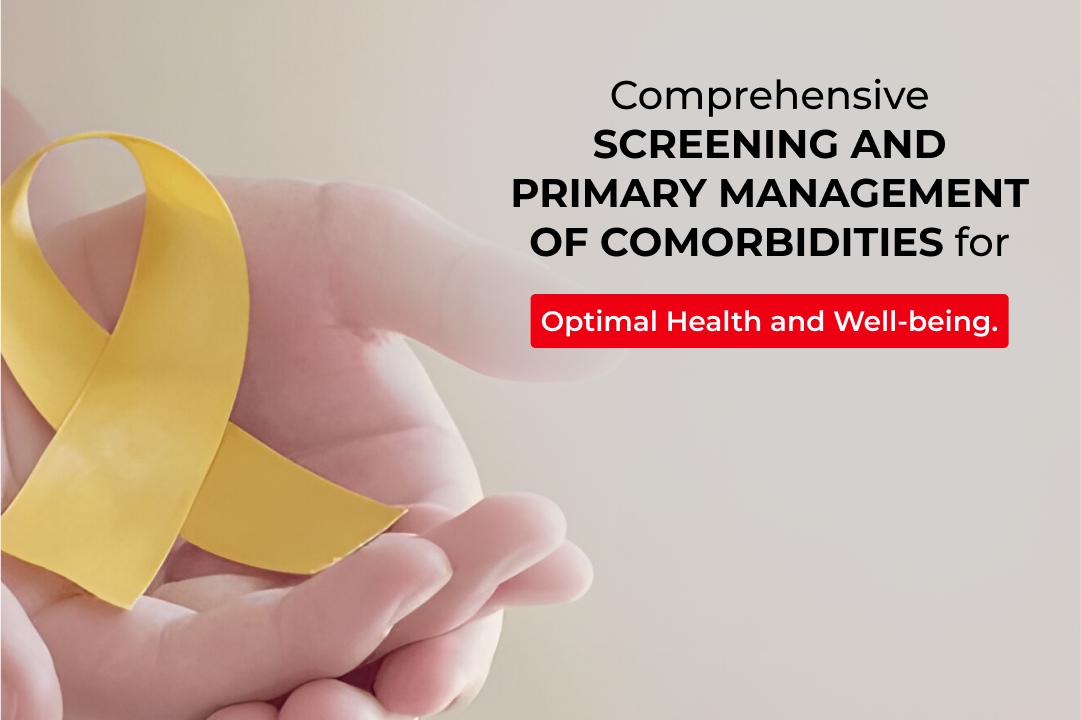 Comprehensive
SCREENING AND
PRIMARY MANAGEMENT
OF COMORBIDITIES for
Optimal Health and Well-being.